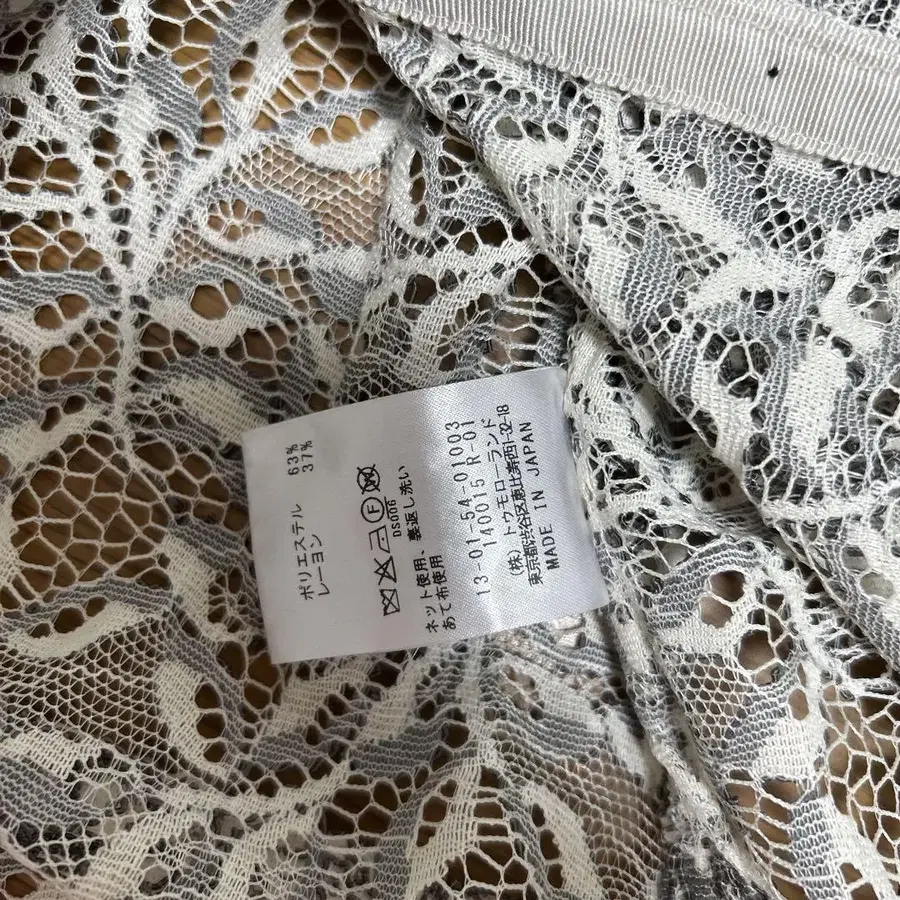 ポリエステル 63%
レーヨン 37%
F
DS006
ネット使用、裏返し洗い
あて布使用
13-01-54-01003
140015 R-01
(株) トゥモローランド
東京都渋谷区恵比寿西1-32-18
MADE IN JAPAN